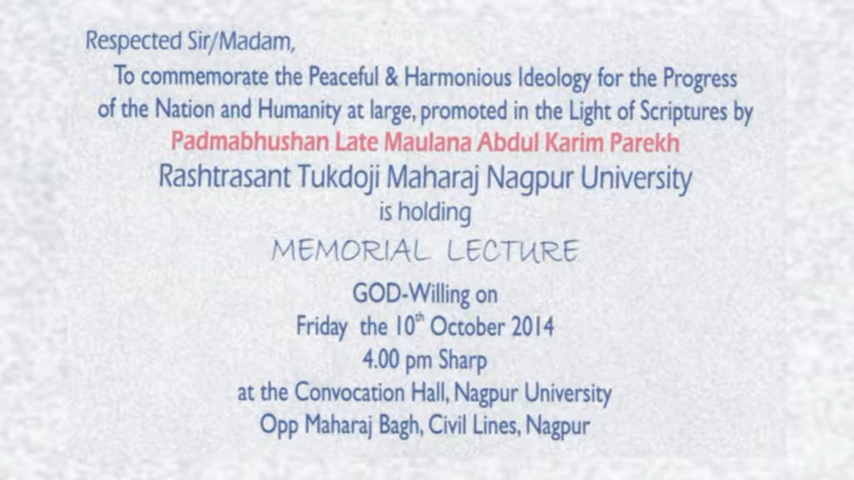 Respected Sir/Madam,
To commemorate the Peaceful & Harmonious Ideology for the Progress
of the Nation and Humanity at large, promoted in the Light of Scriptures by
Padmabhushan Late Maulana Abdul Karim Parekh
Rashtrasant Tukdoji Maharaj Nagpur University
is holding
MEMORIAL LECTURE
GOD-Willing on
Friday the 10th October 2014
4.00 pm Sharp
at the Convocation Hall, Nagpur University
Opp Maharaj Bagh, Civil Lines, Nagpur